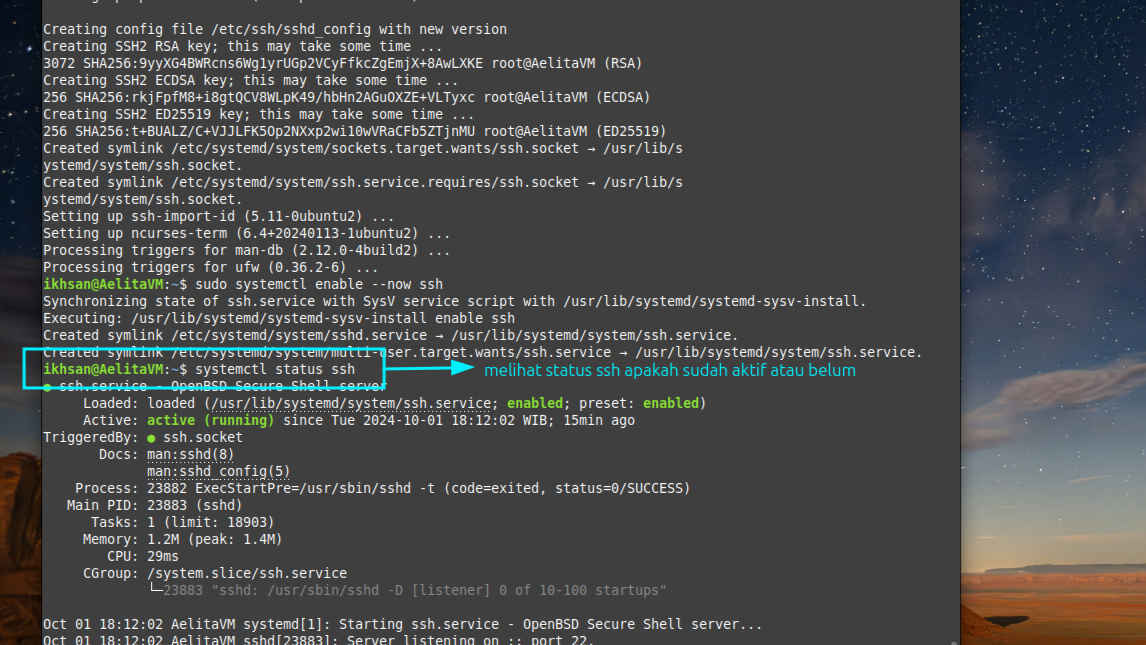 Creating config file /etc/ssh/sshd_config with new version
Creating SSH2 RSA key; this may take some time ...
3072 SHA256:9yyXG4BWRcns6Wg1yrUGp2VCyFfkcZgEmjX+8AwLXKE root@AelitaVM (RSA)
Creating SSH2 ECDSA key; this may take some time ...
256 SHA256:rkjFpfM8+i8gtQCV8WLpK49/hbHn2AGuOXZE+VLTyxc root@AelitaVM (ECDSA)
Creating SSH2 ED25519 key; this may take some time ...
256 SHA256:t+BUALZ/C+VJJLFK5Op2NXxp2wi10wVRaCFb5ZTjnMU root@AelitaVM (ED25519)
Created symlink /etc/systemd/system/sockets.target.wants/ssh.socket → /usr/lib/s
ystemd/system/ssh.socket.
Created symlink /etc/systemd/system/ssh.service.requires/ssh.socket → /usr/lib/s
ystemd/system/ssh.socket.
Setting up ssh-import-id (5.11-0ubuntu2) ...
Setting up ncurses-term (6.4+20240113-1ubuntu2) ...
Processing triggers for man-db (2.12.0-4build2) ...
Processing triggers for ufw (0.36.2-6) ...
ikhsan@AelitaVM:~$ sudo systemctl enable --now ssh
Synchronizing state of ssh.service with SysV service script with /usr/lib/systemd/systemd-sysv-install.
Executing: /usr/lib/systemd/systemd-sysv-install enable ssh
Created symlink /etc/systemd/system/sshd.service → /usr/lib/systemd/system/ssh.service.
Created symlink /etc/systemd/system/multi-user.target.wants/ssh.service → /usr/lib/systemd/system/ssh.service.
ikhsan@AelitaVM:~$ systemctl status ssh
melihat status ssh apakah sudah aktif atau belum
● ssh.service - OpenBSD Secure Shell server
Loaded: loaded (/usr/lib/systemd/system/ssh.service; enabled; preset: enabled)
Active: active (running) since Tue 2024-10-01 18:12:02 WIB; 15min ago
TriggeredBy: ● ssh.socket
Docs: man:sshd(8)
man:sshd_config(5)
Process: 23882 ExecStartPre=/usr/sbin/sshd -t (code=exited, status=0/SUCCESS)
Main PID: 23883 (sshd)
Tasks: 1 (limit: 18903)
Memory: 1.2M (peak: 1.4M)
CPU: 29ms
CGroup: /system.slice/ssh.service
└─23883 "sshd: /usr/sbin/sshd -D [listener] 0 of 10-100 startups"
Oct 01 18:12:02 AelitaVM systemd[1]: Starting ssh.service - OpenBSD Secure Shell server...
Oct 01 18:12:02 AelitaVM sshd[23883]: Server listening on :: port 22.